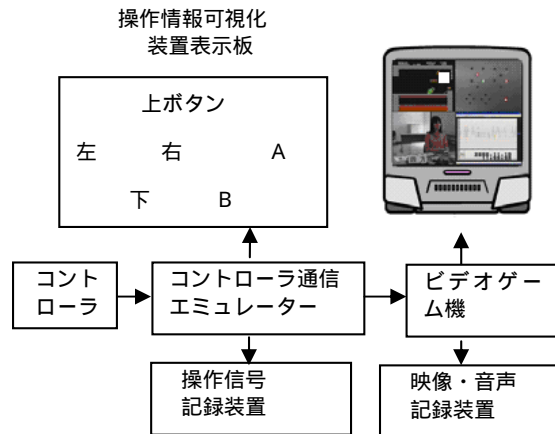 操作情報可視化
装置表示板
上ボタン
左 右 A
下 B
コント
ローラ
コントローラ通信
エミュレーター
ビデオゲー
ム機
操作信号
記録装置
映像・音声
記録装置